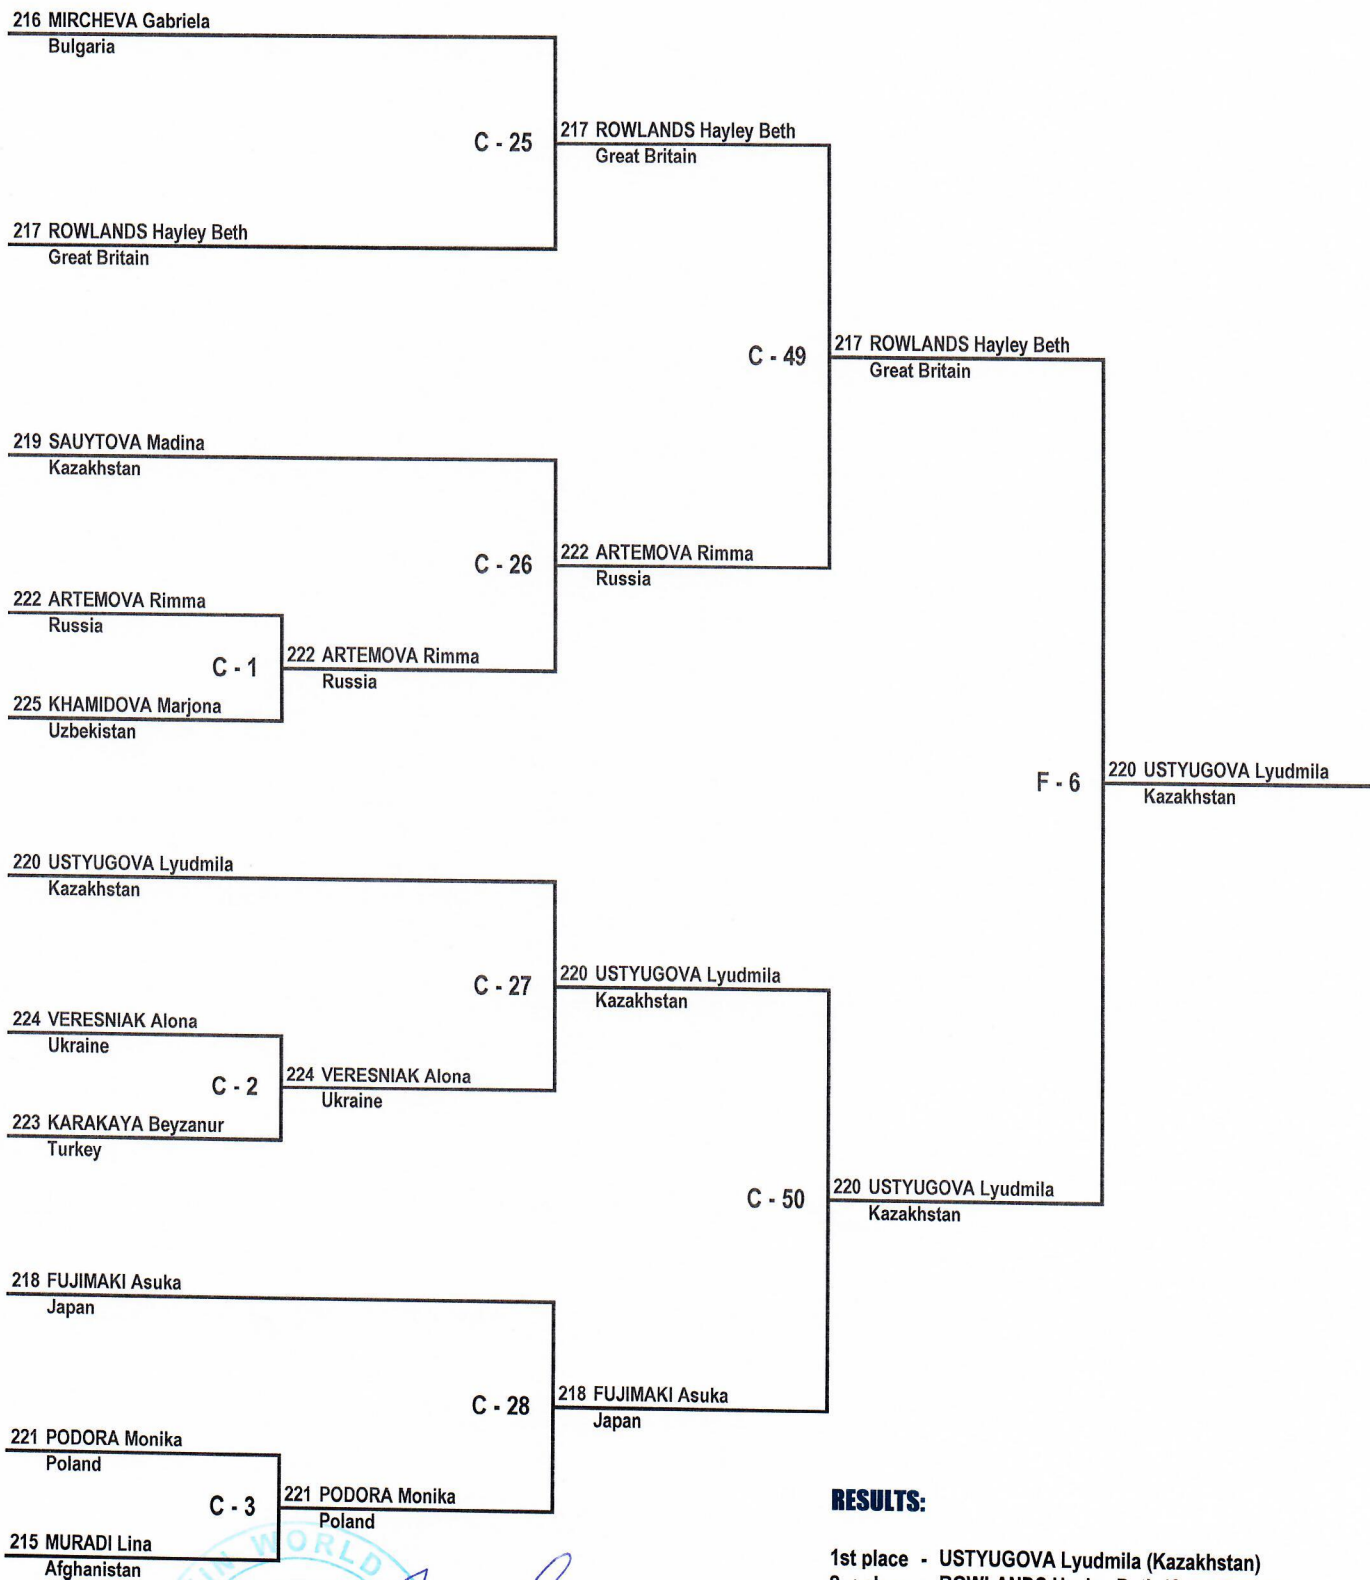 216 MIRCHEVA Gabriela
Bulgaria
C - 25
217 ROWLANDS Hayley Beth
Great Britain
217 ROWLANDS Hayley Beth
Great Britain
C - 49
217 ROWLANDS Hayley Beth
Great Britain
219 SAUYTOVA Madina
Kazakhstan
C - 26
222 ARTEMOVA Rimma
Russia
222 ARTEMOVA Rimma
Russia
C - 1
222 ARTEMOVA Rimma
Russia
225 KHAMIDOVA Marjona
Uzbekistan
F - 6
220 USTYUGOVA Lyudmila
Kazakhstan
220 USTYUGOVA Lyudmila
Kazakhstan
C - 27
220 USTYUGOVA Lyudmila
Kazakhstan
224 VERESNIAK Alona
Ukraine
C - 2
224 VERESNIAK Alona
Ukraine
223 KARAKAYA Beyzanur
Turkey
C - 50
220 USTYUGOVA Lyudmila
Kazakhstan
218 FUJIMAKI Asuka
Japan
C - 28
218 FUJIMAKI Asuka
Japan
221 PODORA Monika
Poland
C - 3
221 PODORA Monika
Poland
215 MURADI Lina
Afghanistan
WORLD
RESULTS:
1st place - USTYUGOVA Lyudmila (Kazakhstan)